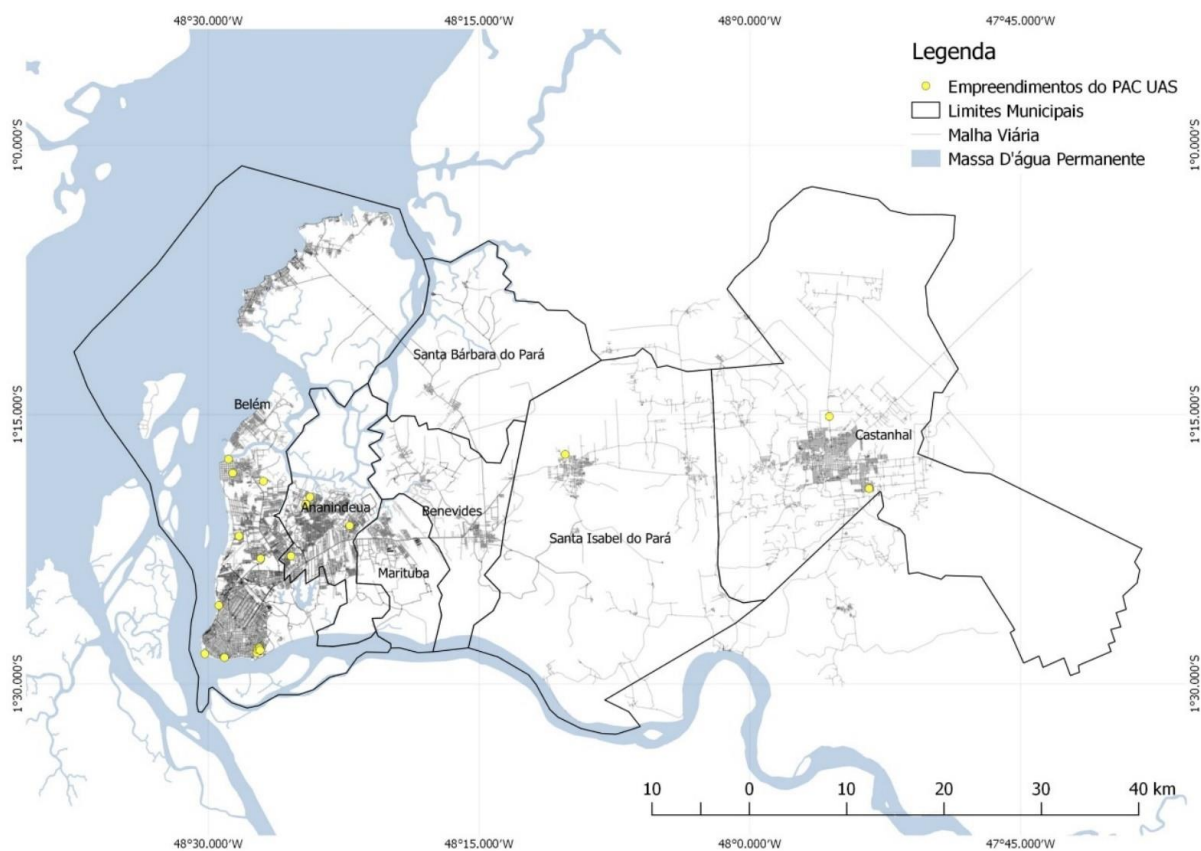 48°30.000'W 48°15.000'W 48°0.000'W 47°45.000'W
Legenda
Empreendimentos do PAC UAS
Limites Municipais
Malha Viária
Massa D'água Permanente
1°0.000'S 1°0.000'S
Santa Bárbara do Pará
Belém
1°15.000'S 1°15.000'S
Castanhal
Ananindeua
Benevides
Santa Isabel do Pará
Marituba
1°30.000'S 1°30.000'S
10 0 10 20 30 40 km
48°30.000'W 48°15.000'W 48°0.000'W 47°45.000'W